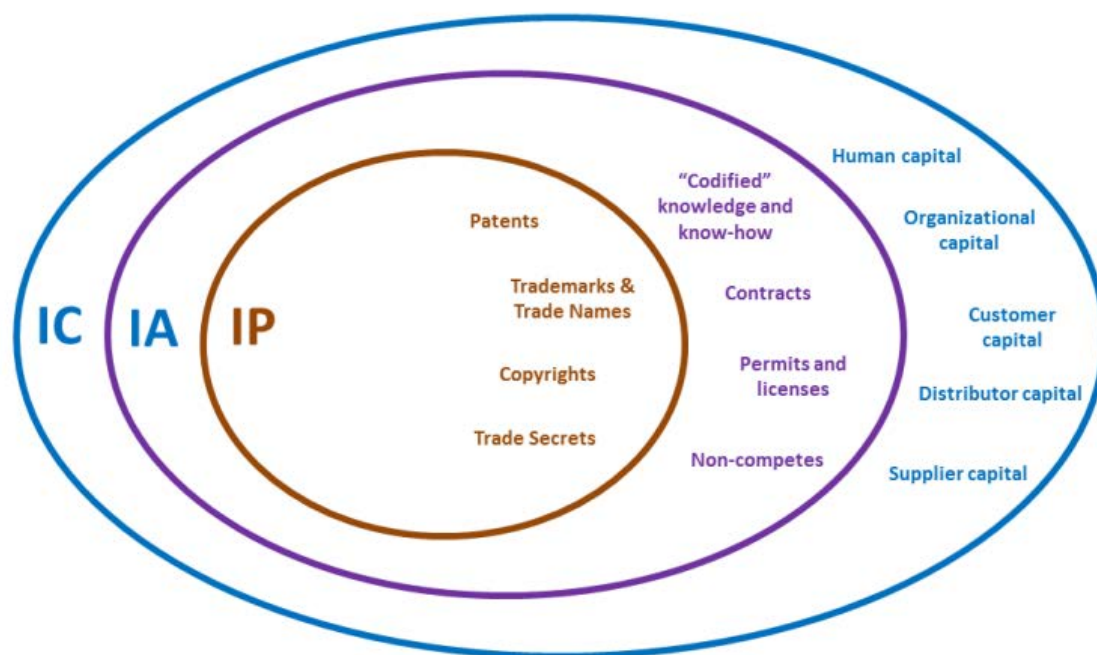 IC
IA
IP
Patents
Trademarks &
Trade Names
Copyrights
Trade Secrets
“Codified”
knowledge and
know-how
Contracts
Permits and
licenses
Non-competes
Human capital
Organizational
capital
Customer
capital
Distributor capital
Supplier capital